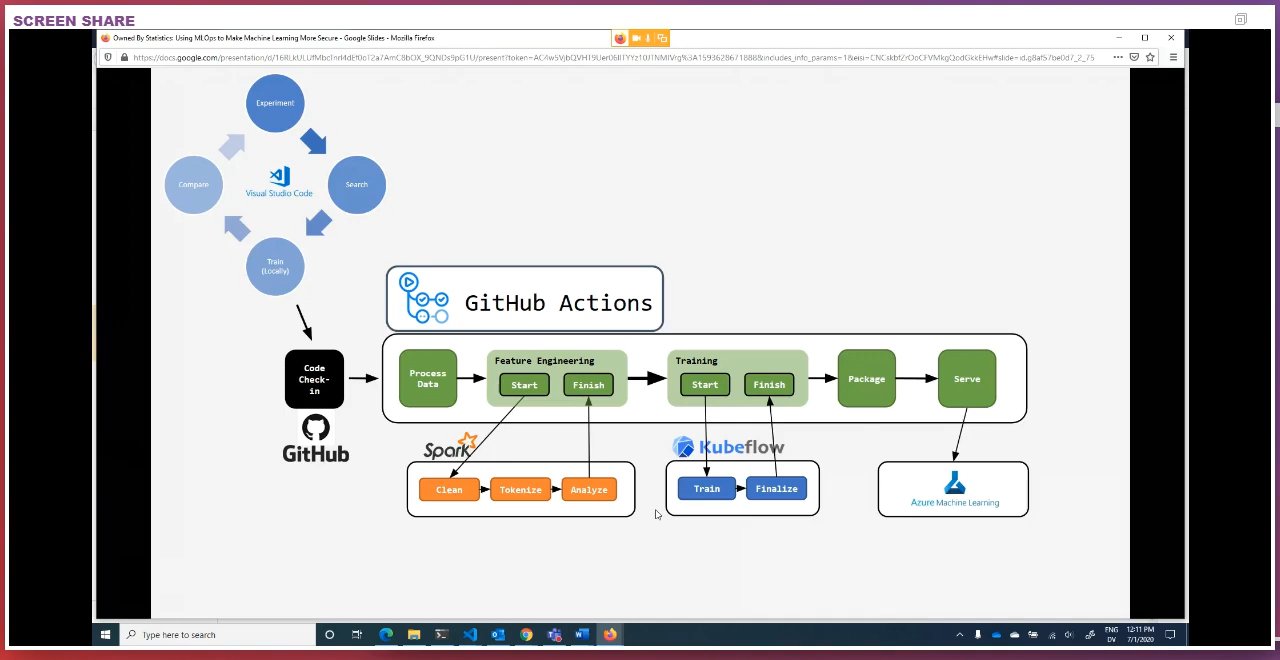 SCREEN SHARE
Owned By Statistics: Using MLOps to Make Machine Learning More Secure - Google Slides - Mozilla Firefox
Experiment
Compare
Visual Studio Code
Search
Train
(Locally)
GitHub Actions
Code
Check-
in
GitHub
Process
Data
Feature Engineering
Start
Finish
Training
Start
Finish
Package
Serve
Spark
Clean
Tokenize
Analyze
Kubeflow
Train
Finalize
Azure Machine Learning
Type here to search
ENG
DV
12:11 PM
7/1/2020